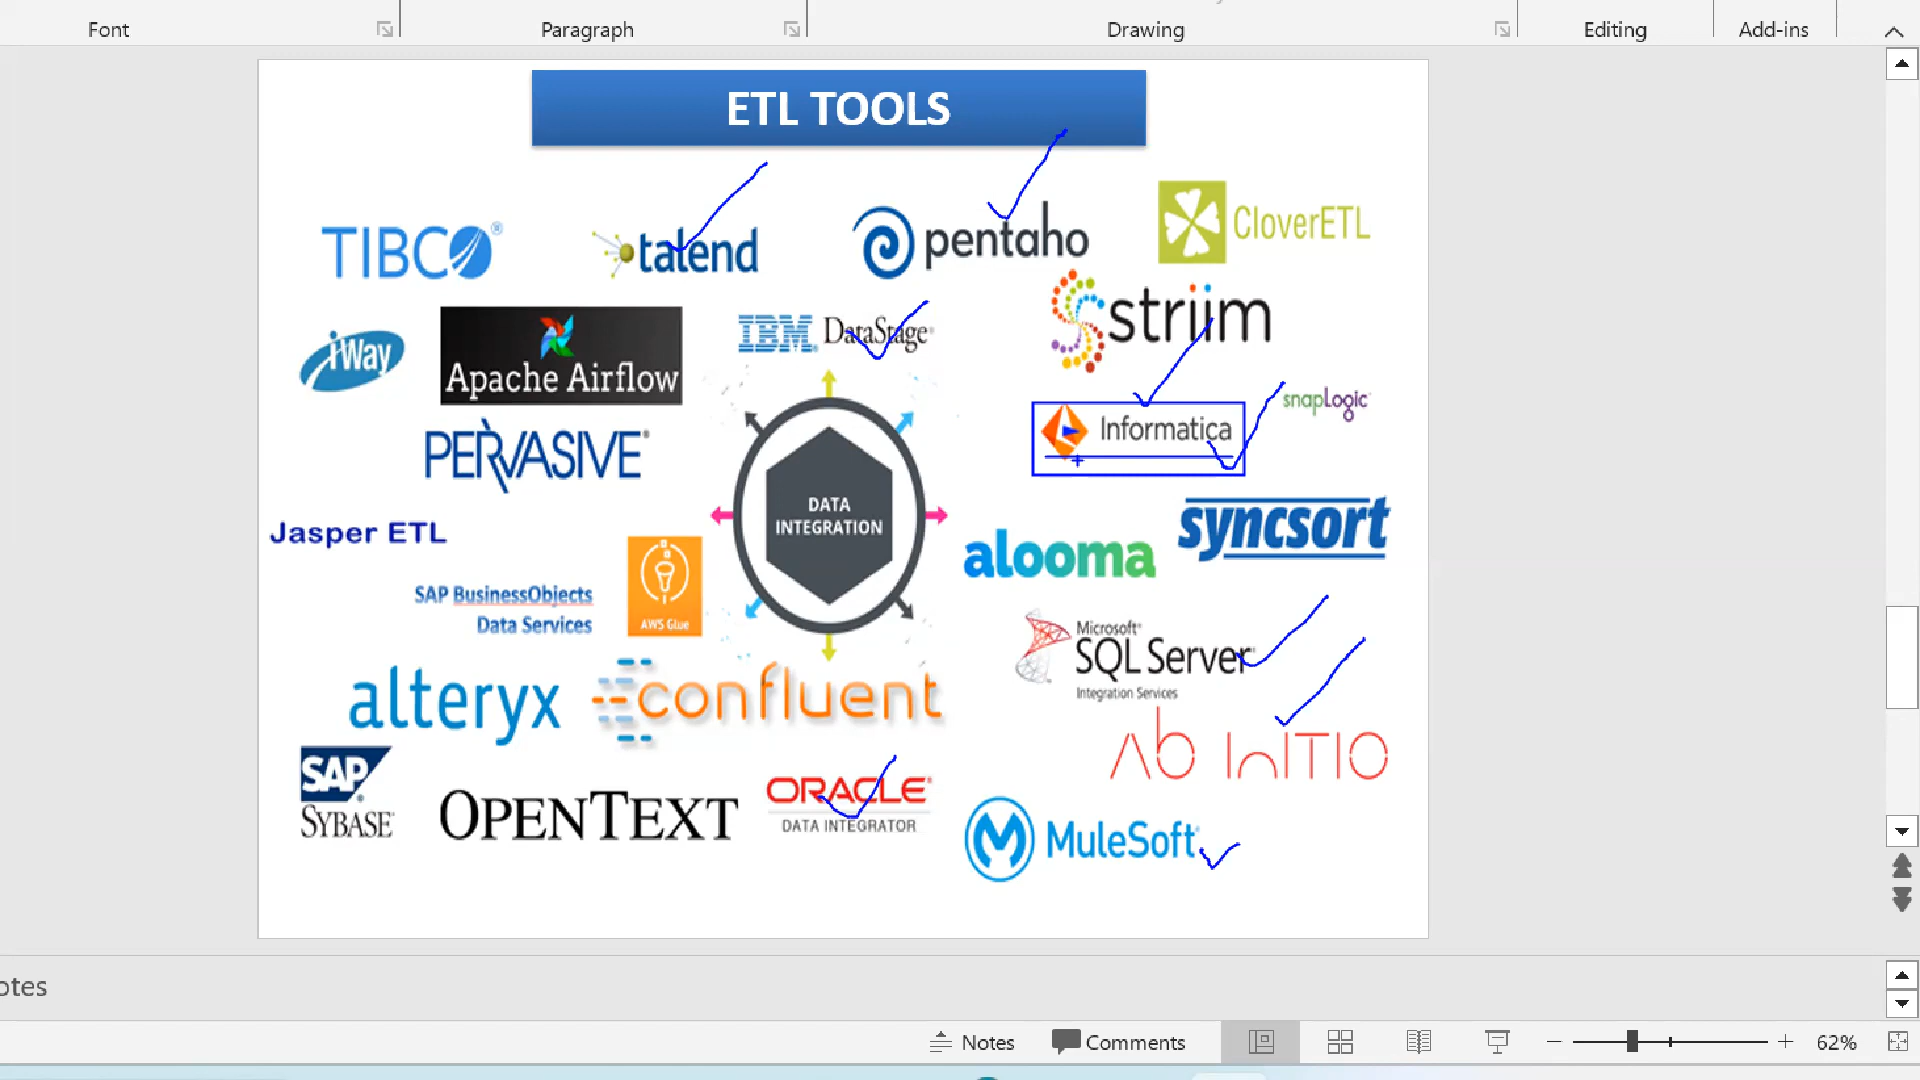 Font
Paragraph
Drawing
Editing
Add-ins
ETL TOOLS
TIBCO®
talend
pentaho
CloverETL
iWay
Apache Airflow
IBM® DataStage®
striim
PERVASIVE®
Informatica
snapLogic
DATA
INTEGRATION
Jasper ETL
SAP BusinessObjects
Data Services
AWS Glue
alooma
syncsort
Microsoft®
SQL Server®
Integration Services
alteryx
confluent
Ab Initio
SAP
SYBASE®
OPENTEXT
ORACLE®
DATA INTEGRATOR
MuleSoft®
otes
Notes
Comments
62%